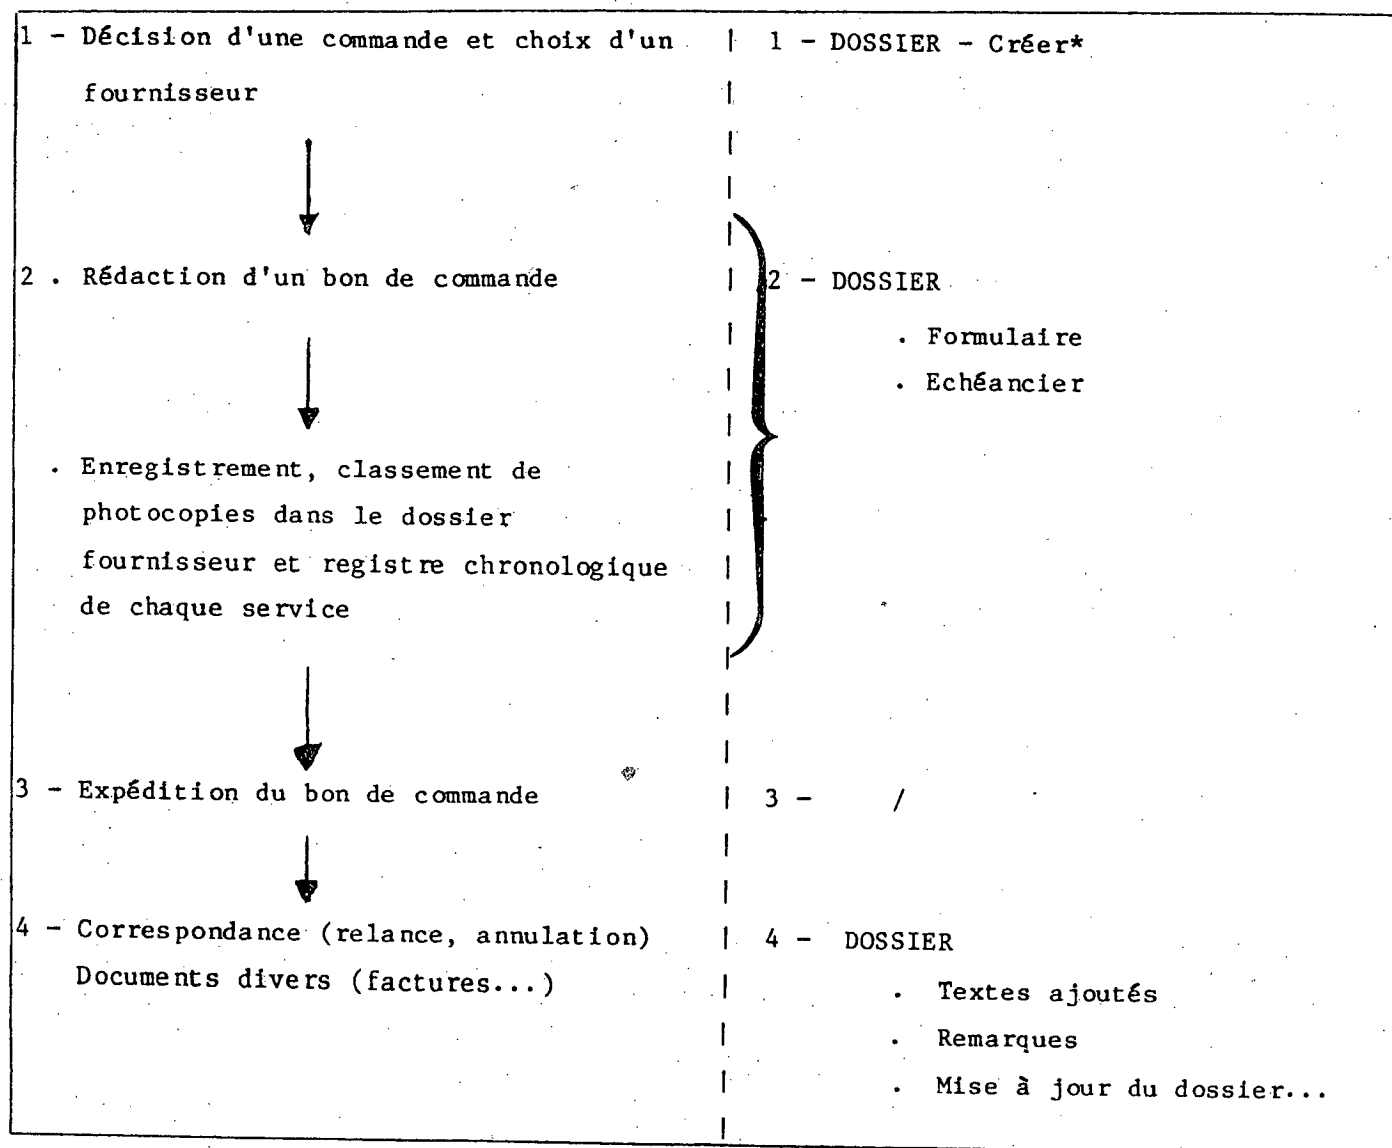 1 - Décision d'une commande et choix d'un
fournisseur
2 . Rédaction d'un bon de commande
. Enregistrement, classement de
photocopies dans le dossier
fournisseur et registre chronologique
de chaque service
3 - Expédition du bon de commande
4 - Correspondance (relance, annulation)
Documents divers (factures...)
1 - DOSSIER - Créer*
2 - DOSSIER
. Formulaire
. Echéancier
3 - /
4 - DOSSIER
. Textes ajoutés
. Remarques
. Mise à jour du dossier...